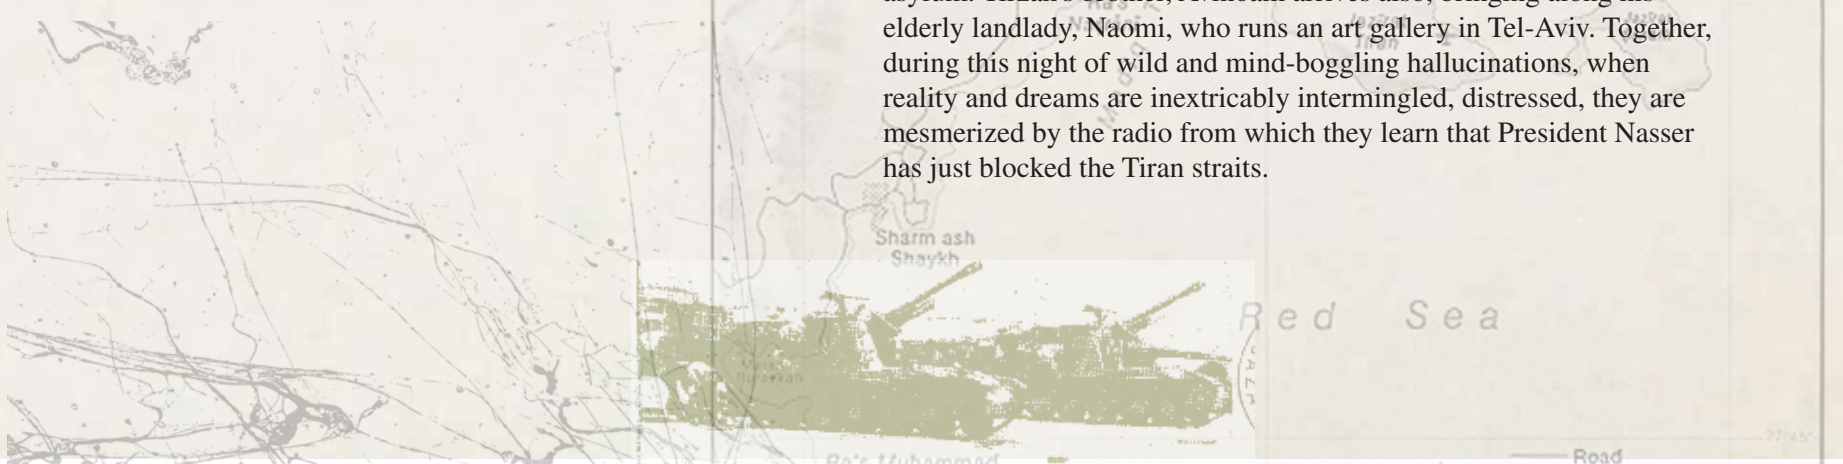 elderly landlady, Naomi, who runs an art gallery in Tel-Aviv. Together,
during this night of wild and mind-boggling hallucinations, when
reality and dreams are inextricably intermingled, distressed, they are
mesmerized by the radio from which they learn that President Nasser
has just blocked the Tiran straits.
Sharm ash
Shaykh
Red Sea
Ra's Muhammad
Road